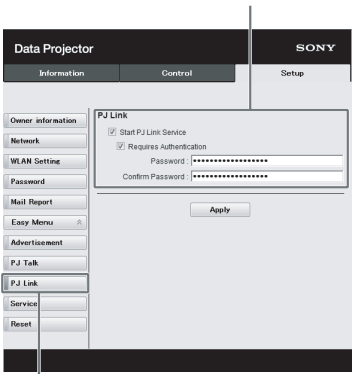 Data Projector
SONY
Information
Control
Setup
Owner information
Network
WLAN Setting
Password
Mail Report
Easy Menu
Advertisement
PJ Talk
PJ Link
Service
Reset
PJ Link
Start PJ Link Service
Requires Authentication
Password : ••••••••••••••••••
Confirm Password : ••••••••••••••••••
Apply